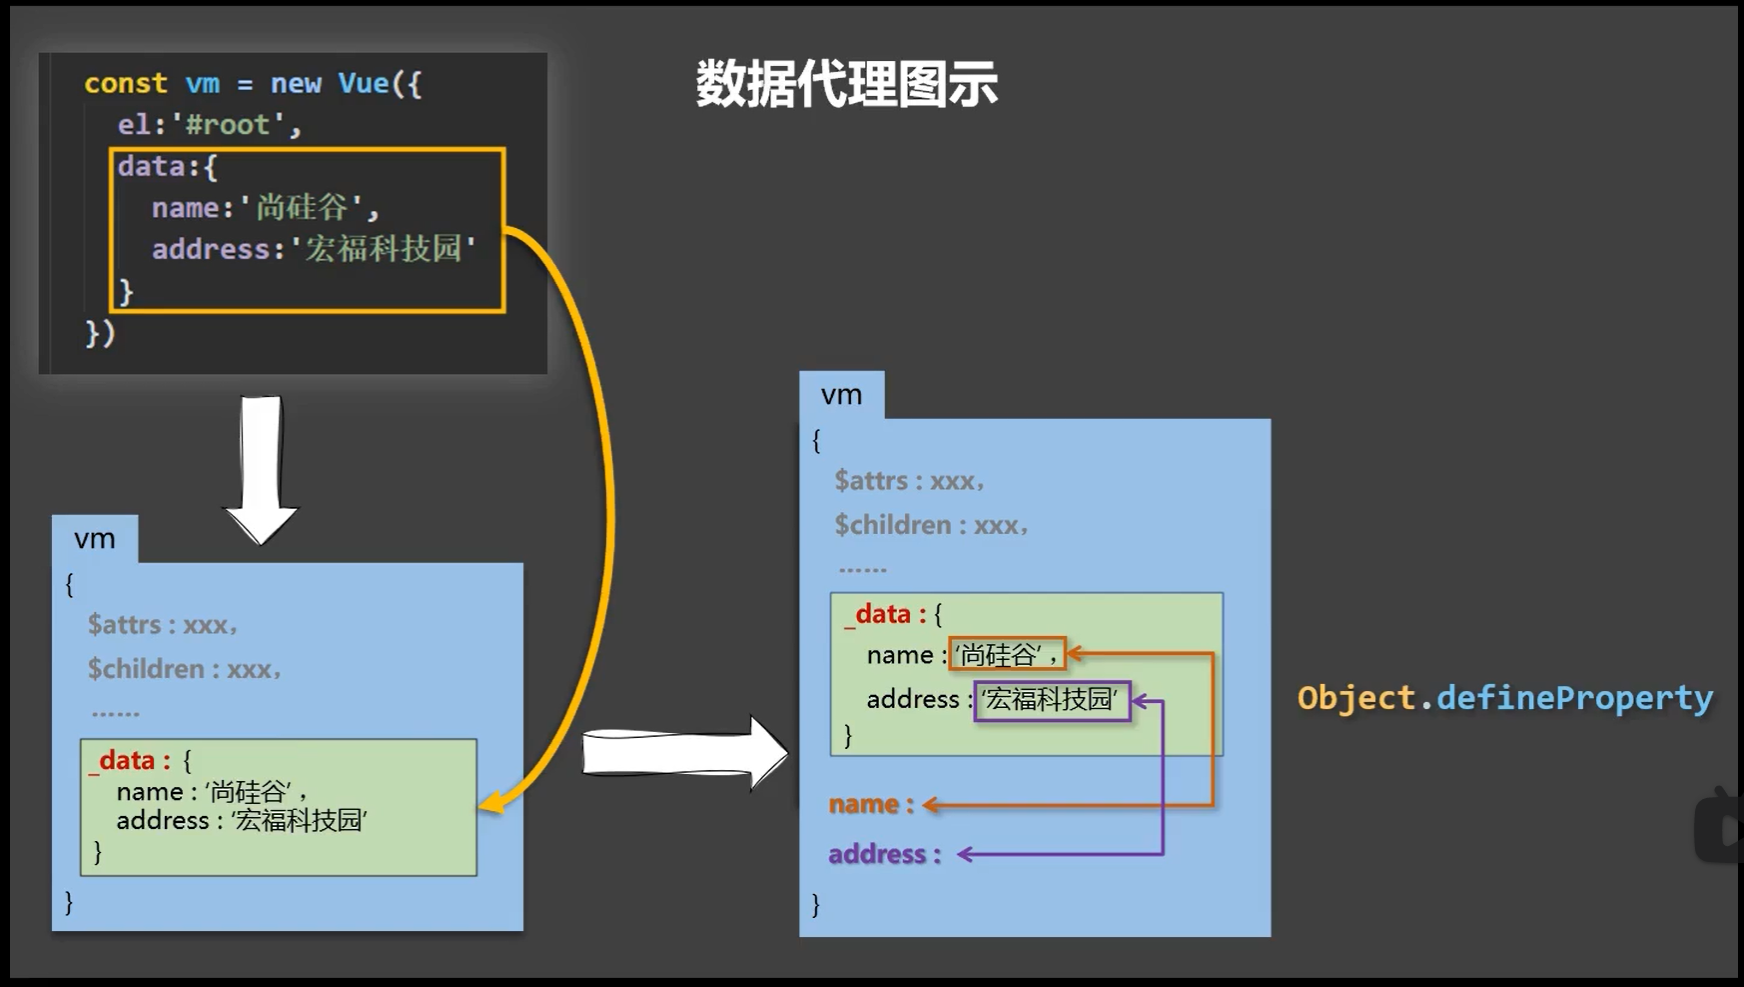 数据代理图示
const vm = new Vue({
el:'#root',
data:{
name:'尚硅谷',
address:'宏福科技园'
}
})
vm
{
$attrs : xxx，
$children : xxx，
······
_data : {
name : ‘尚硅谷’ ，
address : ‘宏福科技园’
}
}
vm
{
$attrs : xxx，
$children : xxx，
······
_data : {
name : ‘尚硅谷’ ，
address : ‘宏福科技园’
}
name :
address :
}
Object.defineProperty